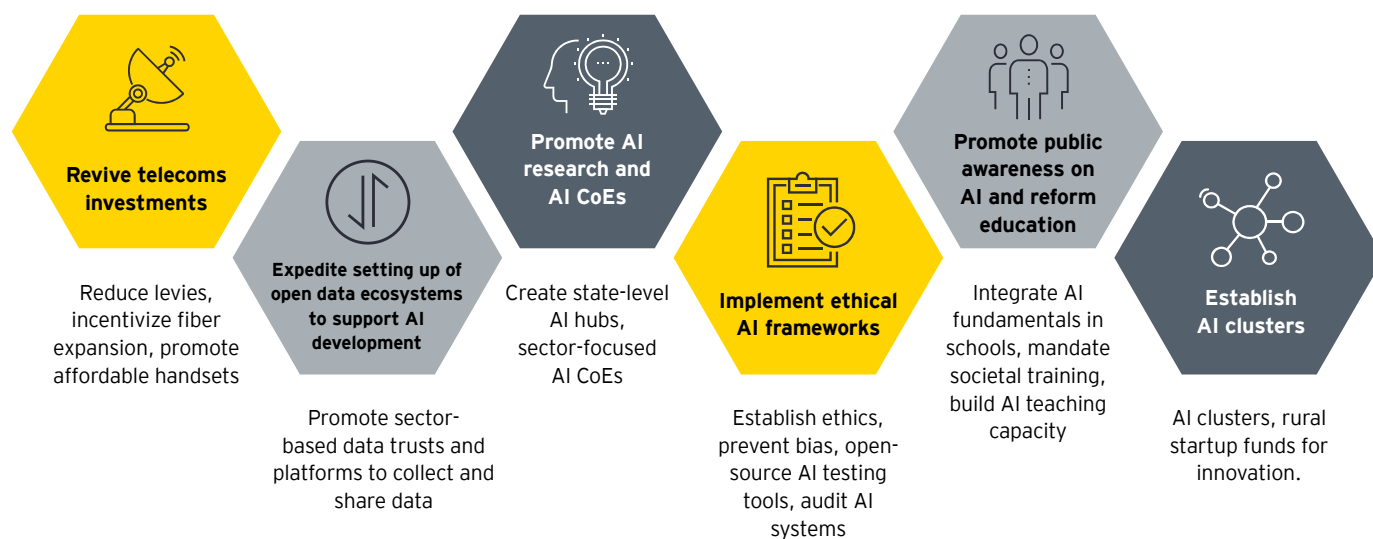 Revive telecoms
investments
Reduce levies,
incentivize fiber
expansion, promote
affordable handsets
Expedite setting up of
open data ecosystems
to support AI
development
Promote sector-
based data trusts and
platforms to collect and
share data
Promote AI
research and
AI CoEs
Create state-level
AI hubs,
sector-focused
AI CoEs
Implement ethical
AI frameworks
Establish ethics,
prevent bias, open-
source AI testing
tools, audit AI
systems
Promote public
awareness on
AI and reform
education
Integrate AI
fundamentals in
schools, mandate
societal training,
build AI teaching
capacity
Establish
AI clusters
AI clusters, rural
startup funds for
innovation.